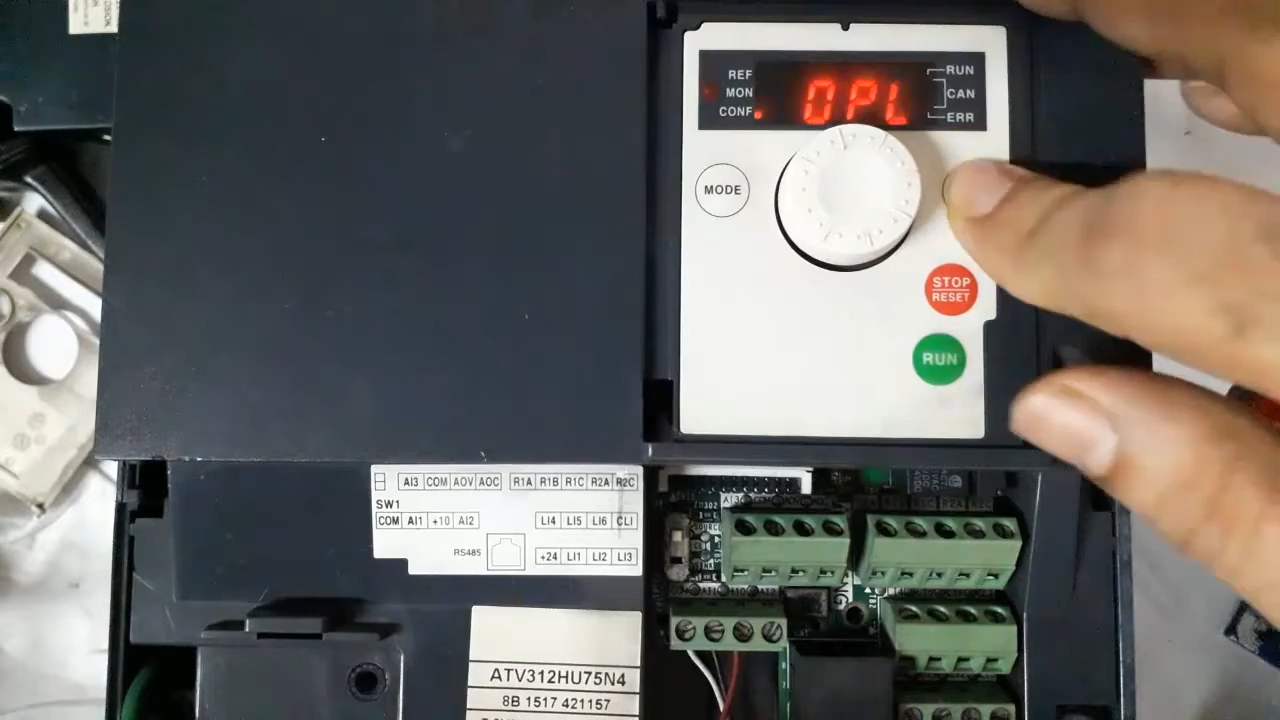 REF
MON
CONF
OPL
RUN
CAN
ERR
MODE
STOP
RESET
RUN
AI3 COM AOV AOC R1A R1B R1C R2A R2C
SW1
COM AI1 +10 AI2 LI4 LI5 LI6 CLI
RS485 +24 LI1 LI2 LI3
ATV312HU75N4
8B 1517 421157